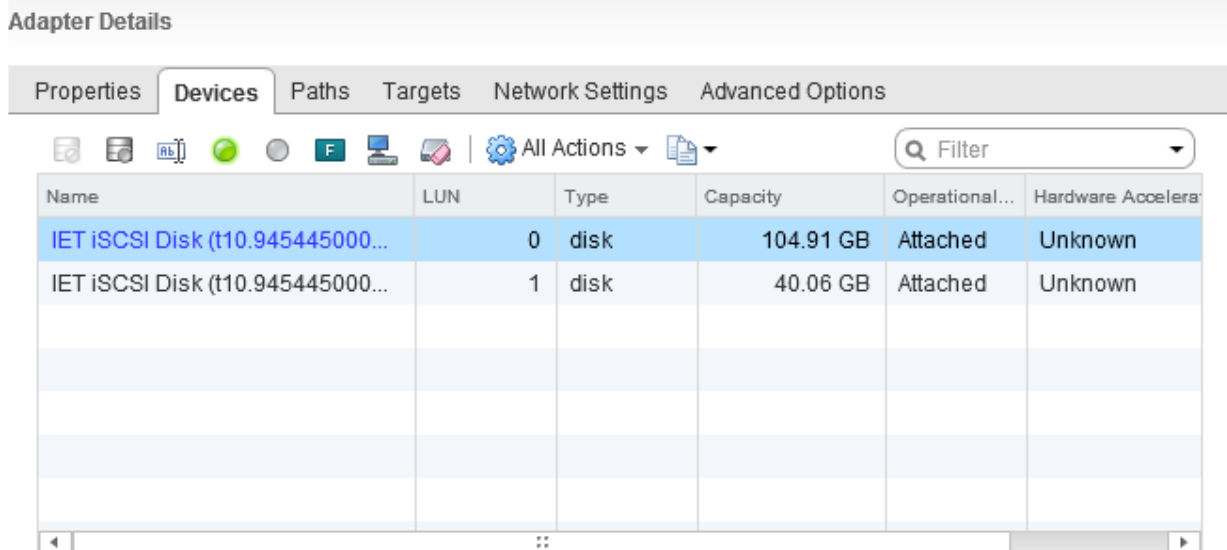 Adapter Details
Properties Devices Paths Targets Network Settings Advanced Options
F All Actions Filter
Name LUN Type Capacity Operational... Hardware Accelera
IET iSCSI Disk (t10.945445000... 0 disk 104.91 GB Attached Unknown
IET iSCSI Disk (t10.945445000... 1 disk 40.06 GB Attached Unknown